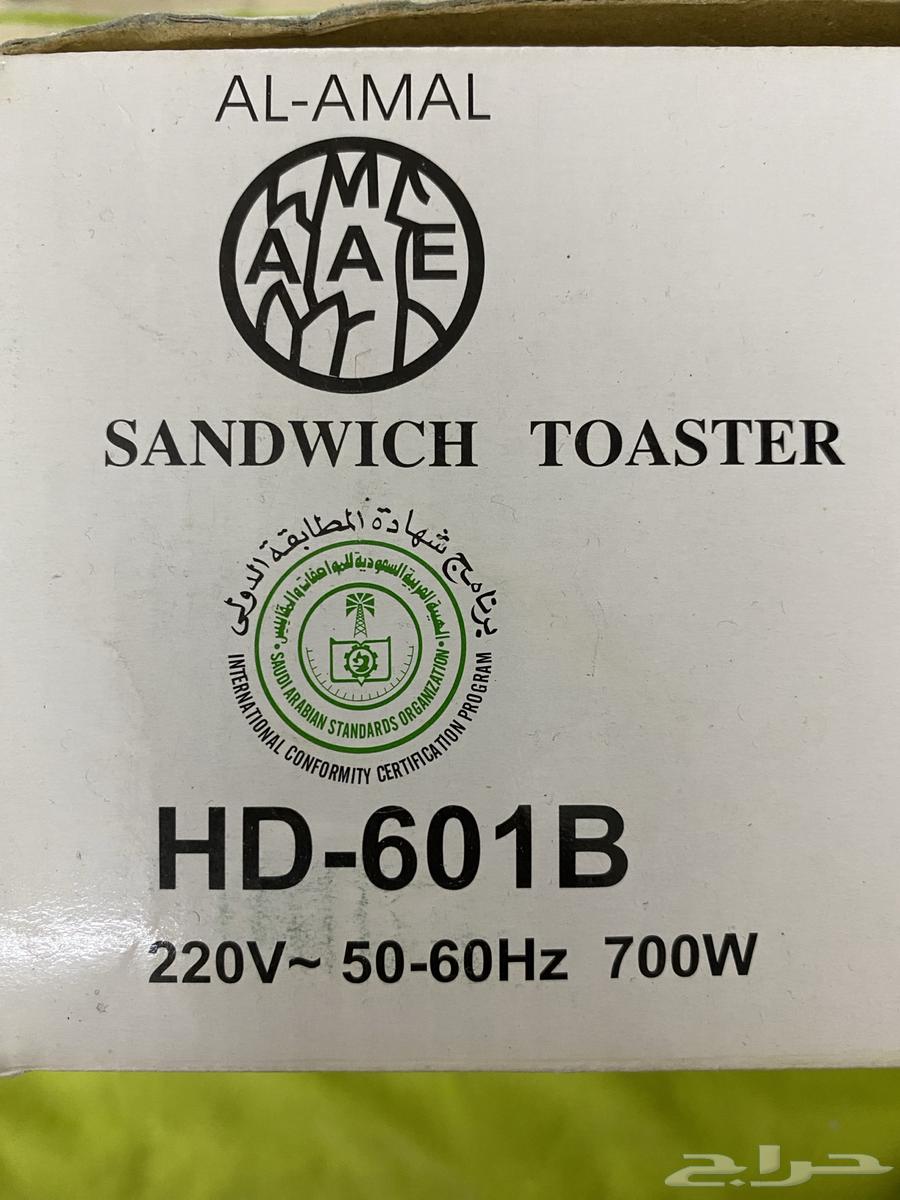 AL-AMAL
M
A A E
SANDWICH TOASTER
برنامج شهادة المطابقة الدولي
الهيئة العربية السعودية للمواصفات والمقاييس
• SAUDI ARABIAN STANDARDS ORGANIZATION •
INTERNATIONAL CONFORMITY CERTIFICATION PROGRAM
HD-601B
220V~ 50-60Hz 700W
حراج